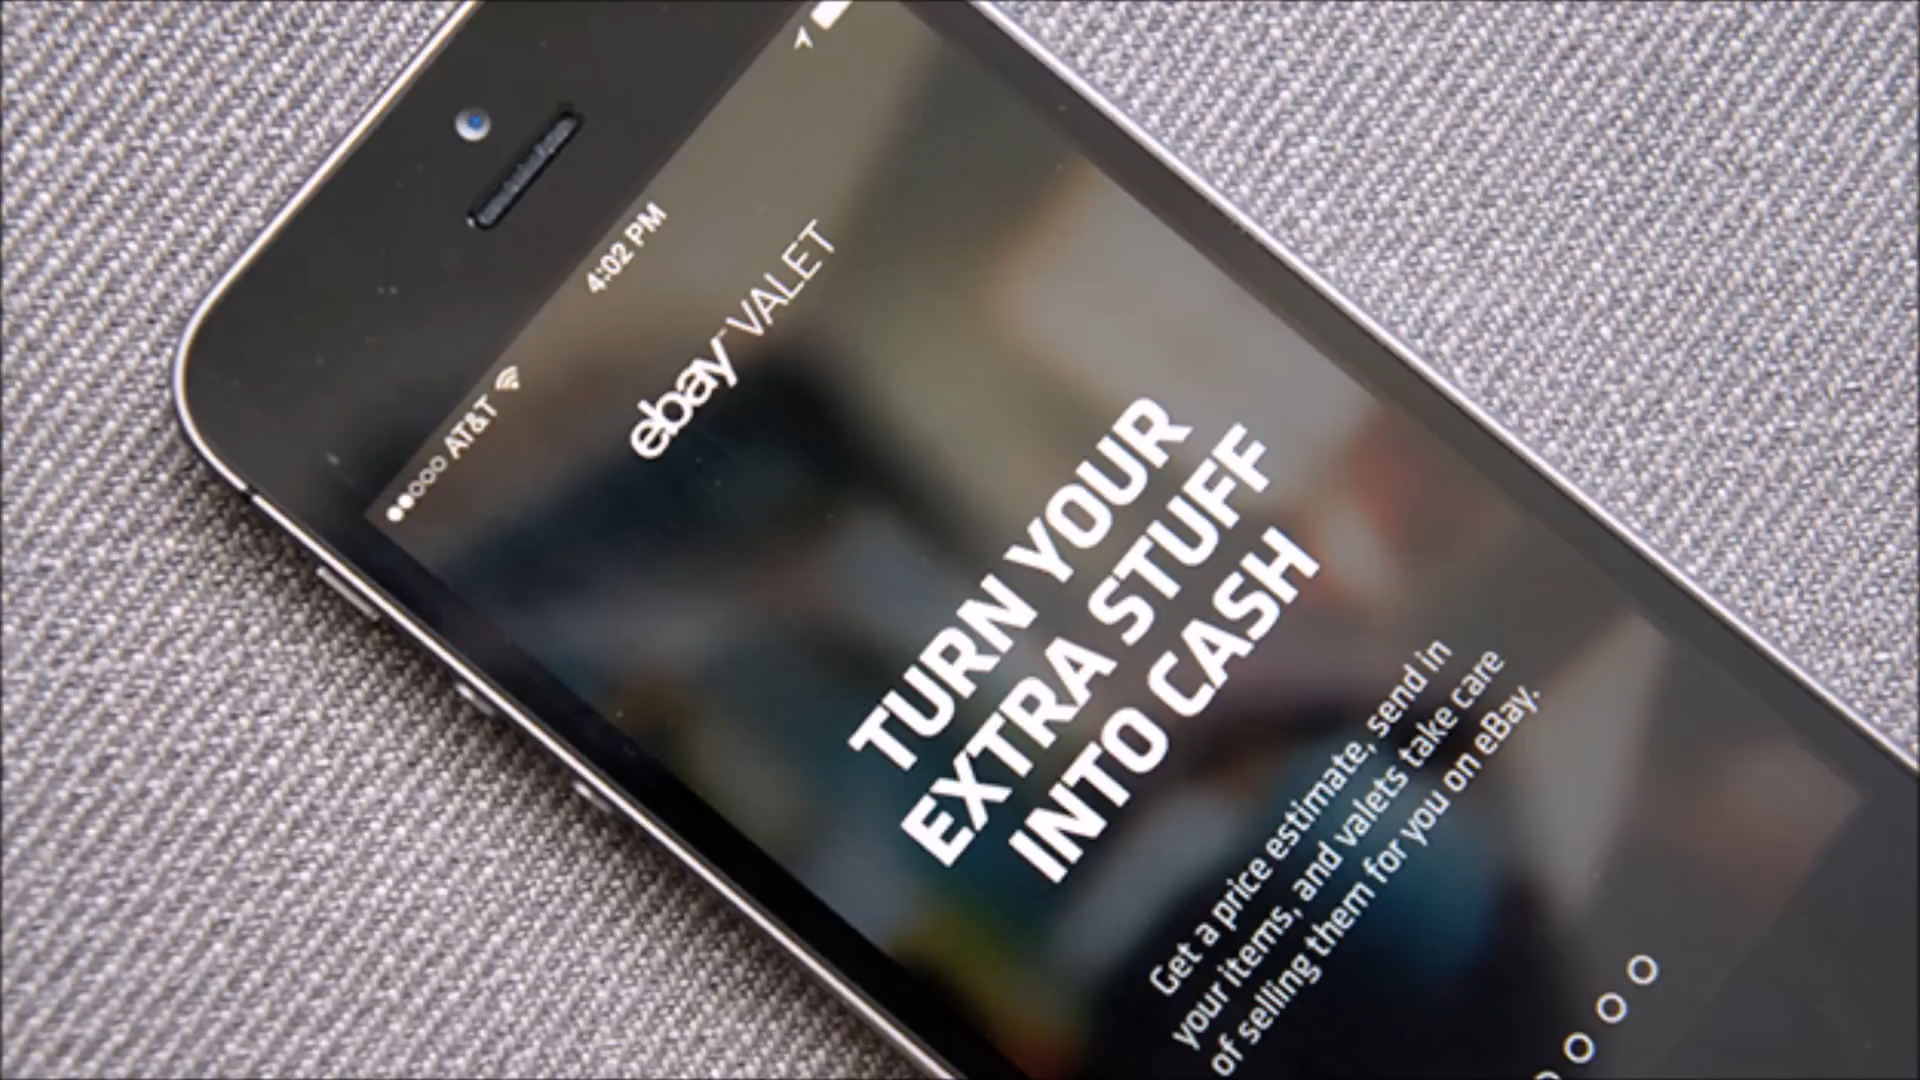 AT&T 4:02 PM
ebay™ VALET
TURN YOUR
EXTRA STUFF
INTO CASH
Get a price estimate, send in
your items, and valets take care
of selling them for you on eBay.